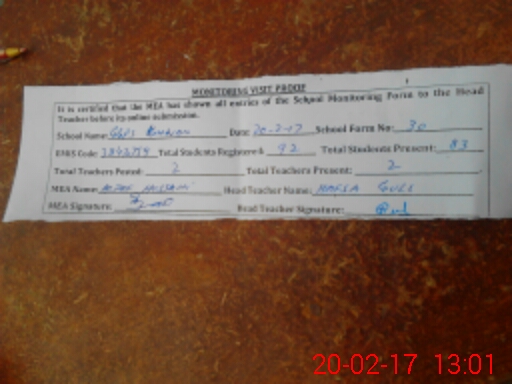 MONITORING VISIT PROOF
It is certified that the MEA has shown all entries of the School Monitoring Form to the Head
Teacher before its online submission.
School Name: Date: 20-2-17 School Form No: 30
EMIS Code: Total Students Registered: 92 Total Students Present: 83
Total Teachers Posted: 2 Total Teachers Present: 2
MEA Name: HUSSAIN Head Teacher Name:
MEA Signature: Head Teacher Signature:
20-02-17 13:01